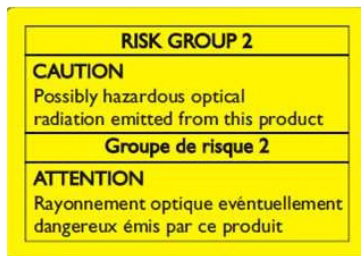 RISK GROUP 2
CAUTION
Possibly hazardous optical
radiation emitted from this product
Groupe de risque 2
ATTENTION
Rayonnement optique evéntuellement
dangereux émis par ce produit